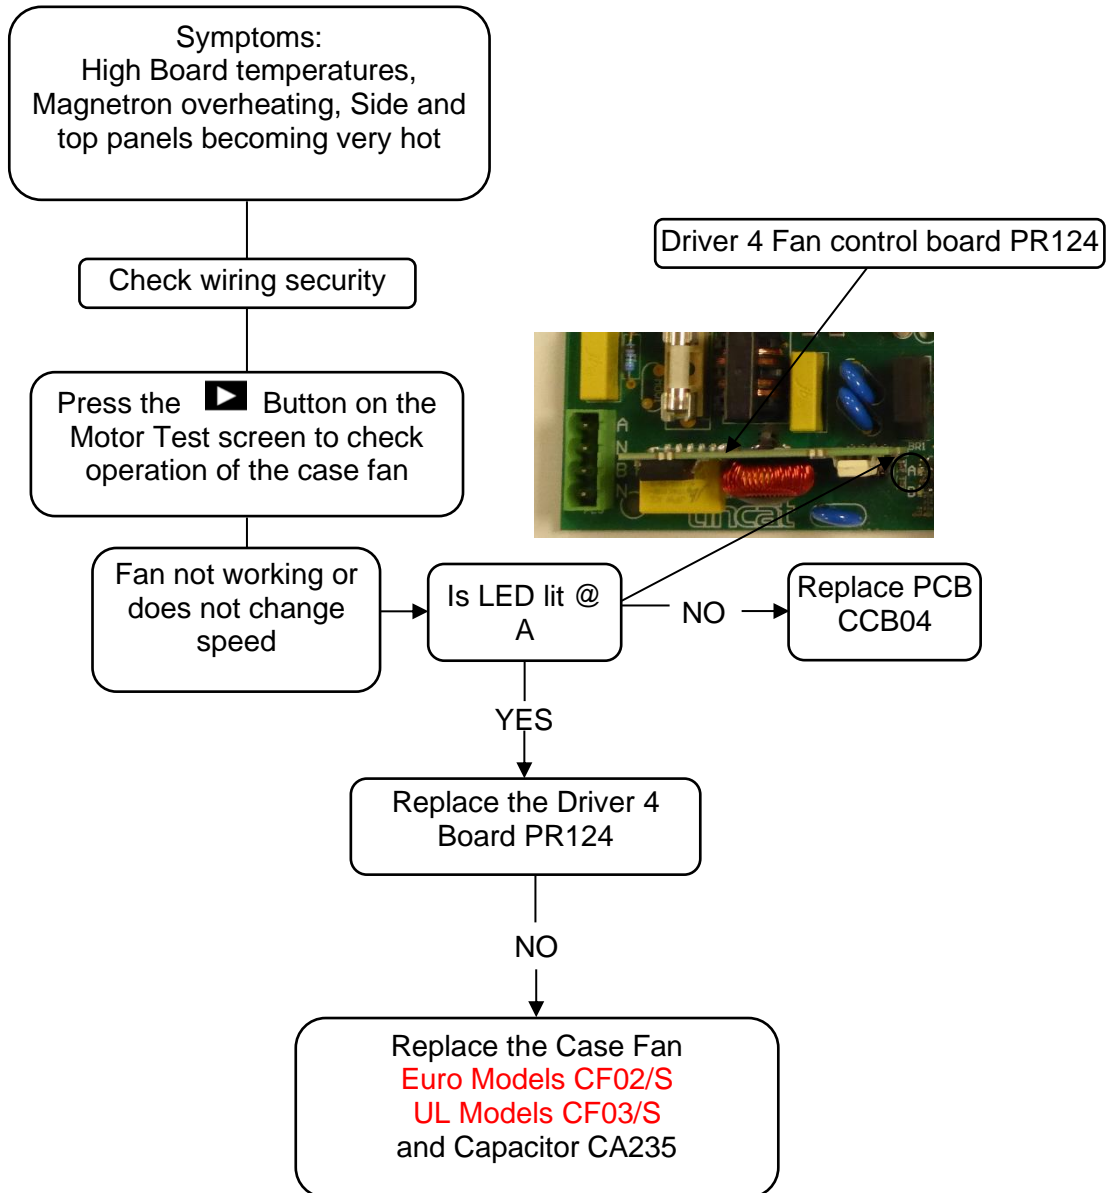 Symptoms:
High Board temperatures,
Magnetron overheating, Side and
top panels becoming very hot
Check wiring security
Driver 4 Fan control board PR124
Press the Button on the
Motor Test screen to check
operation of the case fan
A
N
B
N
lincat
BR1
A
B
Fan not working or
does not change
speed
Is LED lit @
A
NO
Replace PCB
CCB04
YES
Replace the Driver 4
Board PR124
NO
Replace the Case Fan
Euro Models CF02/S
UL Models CF03/S
and Capacitor CA235